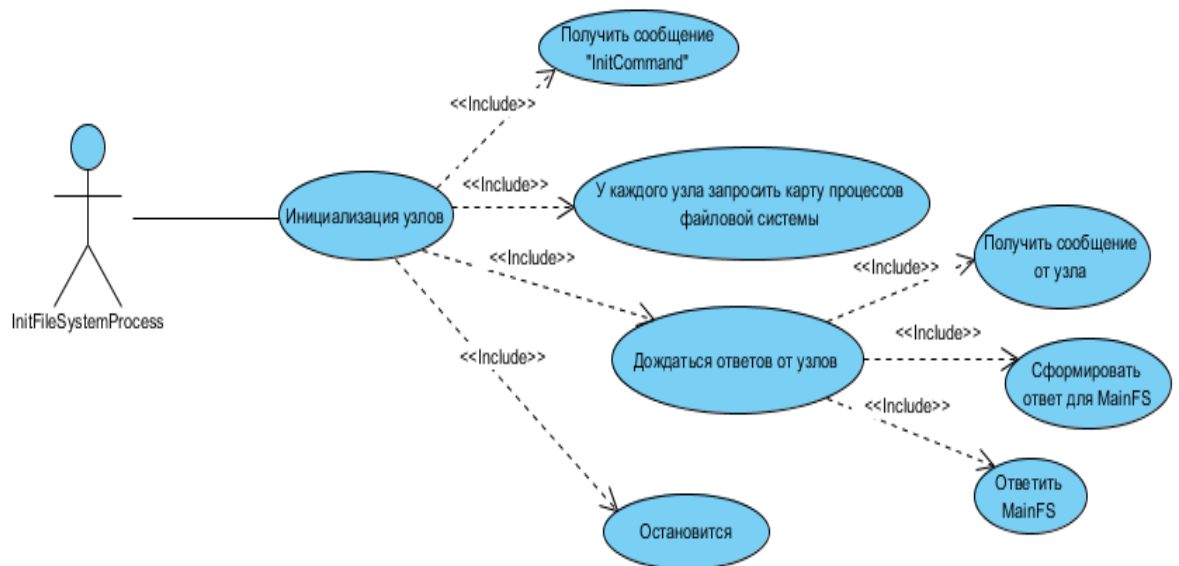 Получить сообщение
"InitCommand"
<<Include>>
У каждого узла запросить карту процессов
файловой системы
<<Include>>
Инициализация узлов
InitFileSystemProcess
<<Include>>
Получить сообщение
от узла
<<Include>>
<<Include>>
Дождаться ответов от узлов
<<Include>>
Сформировать
ответ для MainFS
<<Include>>
Ответить
MainFS
Остановится